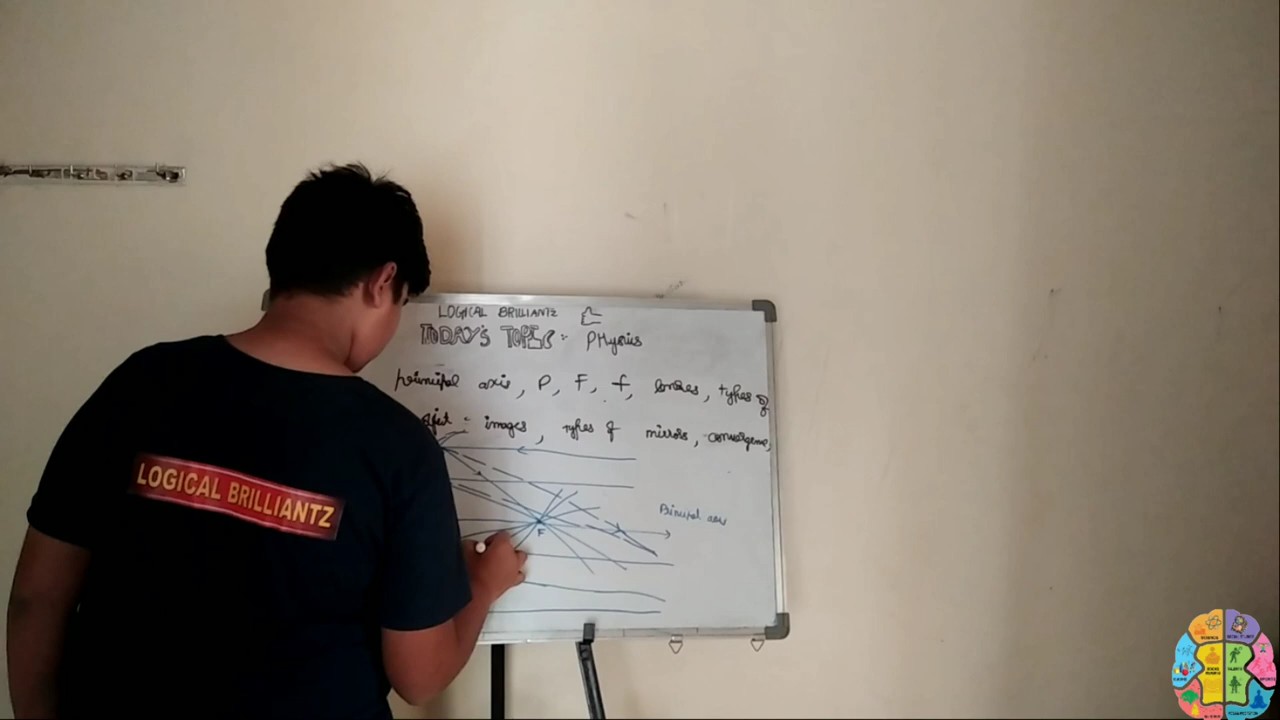 LOGICAL BRILLIANTZ
TODAY'S TOPIC :- PHysics
principal axis, P, F, f, lenses, types of
images, types of mirrors, convergence,
Principal axis
F
LOGICAL BRILLIANTZ